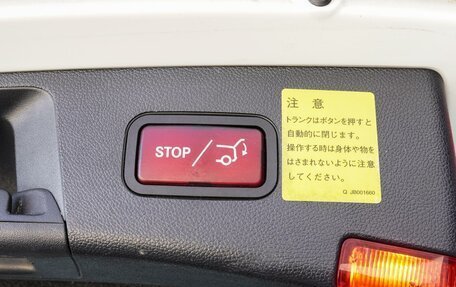 STOP /
注 意
トランクはボタンを押すと
自動的に閉じます。
操作する時は身体や物を
はさまれないように注意
してください。
Q JB001660